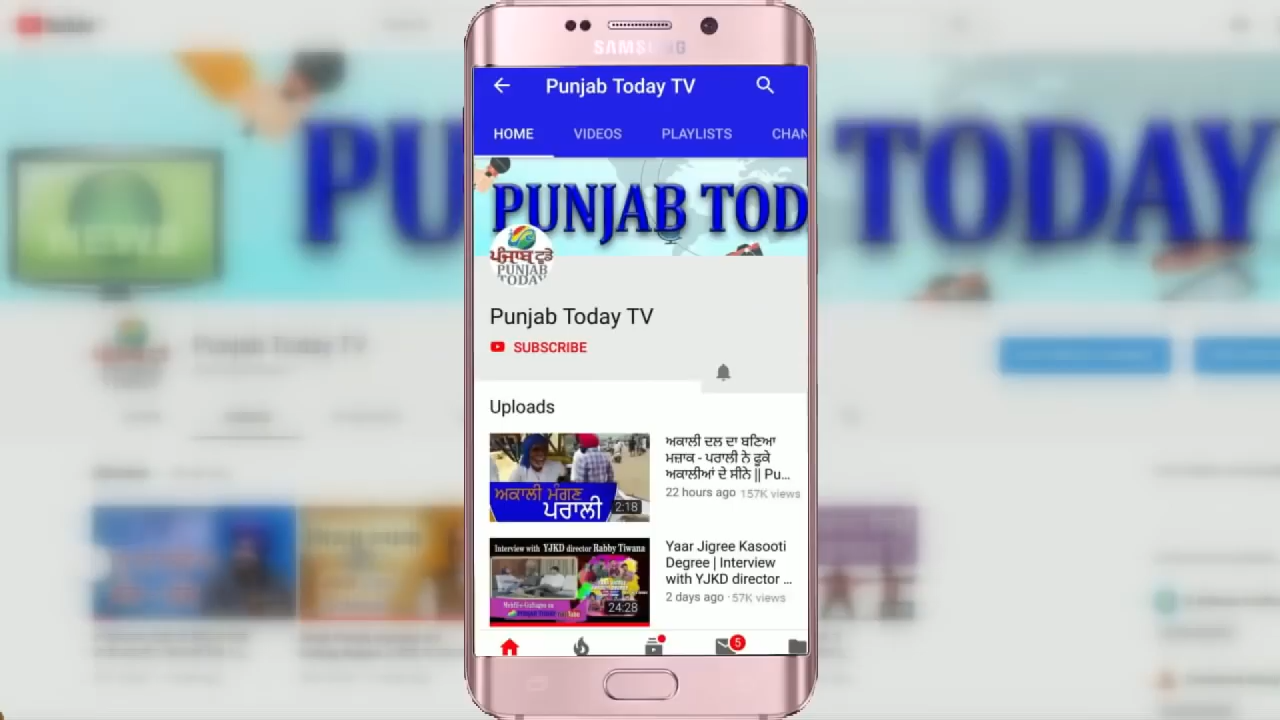 SAMSUNG
Punjab Today TV
HOME VIDEOS PLAYLISTS CHAN
PUNJAB TOD
ਪੰਜਾਬ ਟੂਡੇ
PUNJAB
TODAY
Punjab Today TV
SUBSCRIBE
Uploads
ਅਕਾਲੀ ਮੰਗਣ
ਪਰਾਲੀ
2:18
ਅਕਾਲੀ ਦਲ ਦਾ ਬਣਿਆ
ਮਜ਼ਾਕ - ਪਰਾਲੀ ਨੇ ਫੂਕੇ
ਅਕਾਲੀਆਂ ਦੇ ਸੀਨੇ || Pu...
22 hours ago 157K views
Interview with YJKD director Rabby Tiwana
24:28
Yaar Jigree Kasooti
Degree | Interview
with YJKD director ...
2 days ago · 57K views
5
PU TODAY